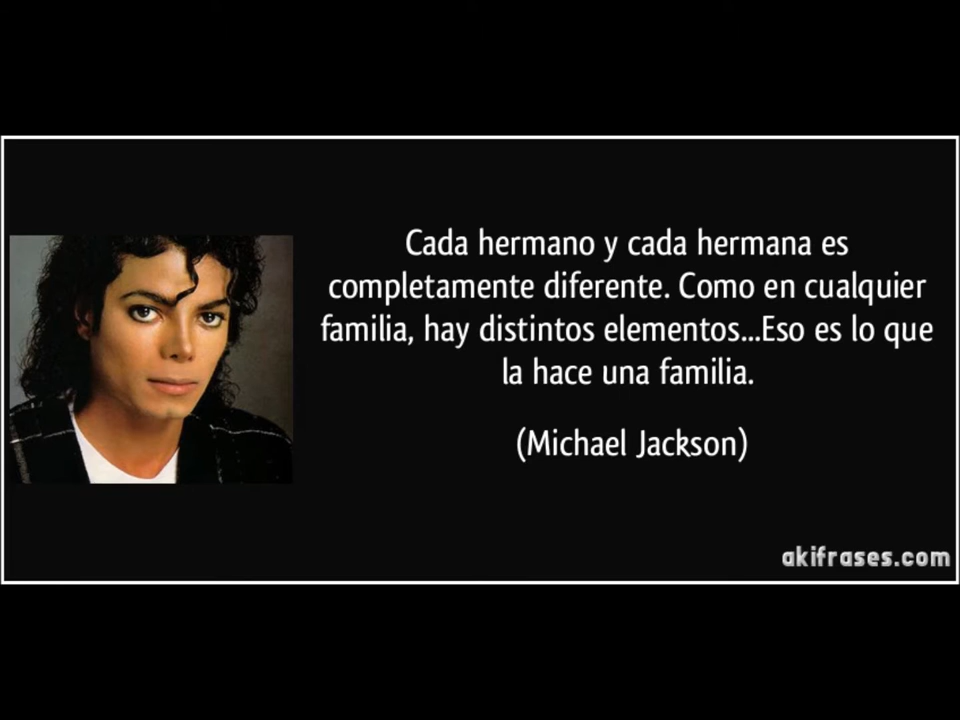 Cada hermano y cada hermana es
completamente diferente. Como en cualquier
familia, hay distintos elementos...Eso es lo que
la hace una familia.
(Michael Jackson)
akifrases.com